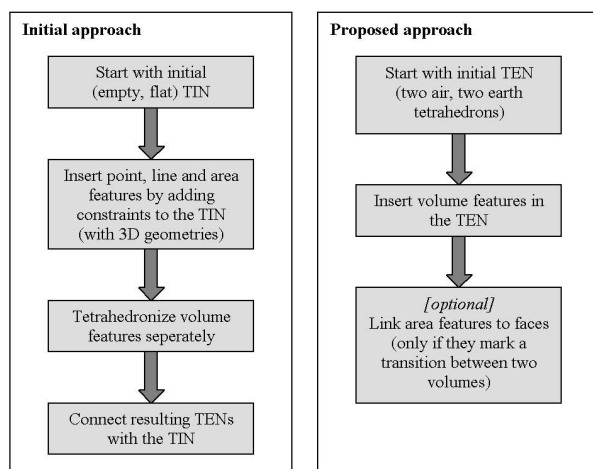 Initial approach
Start with initial
(empty, flat) TIN
Insert point, line and area
features by adding
constraints to the TIN
(with 3D geometries)
Tetrahedronize volume
features seperately
Connect resulting TENs
with the TIN
Proposed approach
Start with initial TEN
(two air, two earth
tetrahedrons)
Insert volume features in
the TEN
[optional]
Link area features to faces
(only if they mark a
transition between two
volumes)